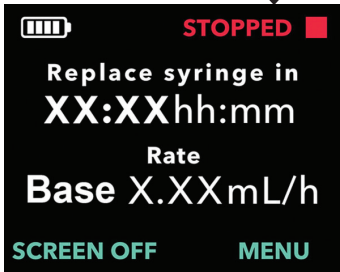 STOPPED
Replace syringe in
XX:XXhh:mm
Rate
Base X.XXmL/h
SCREEN OFF MENU